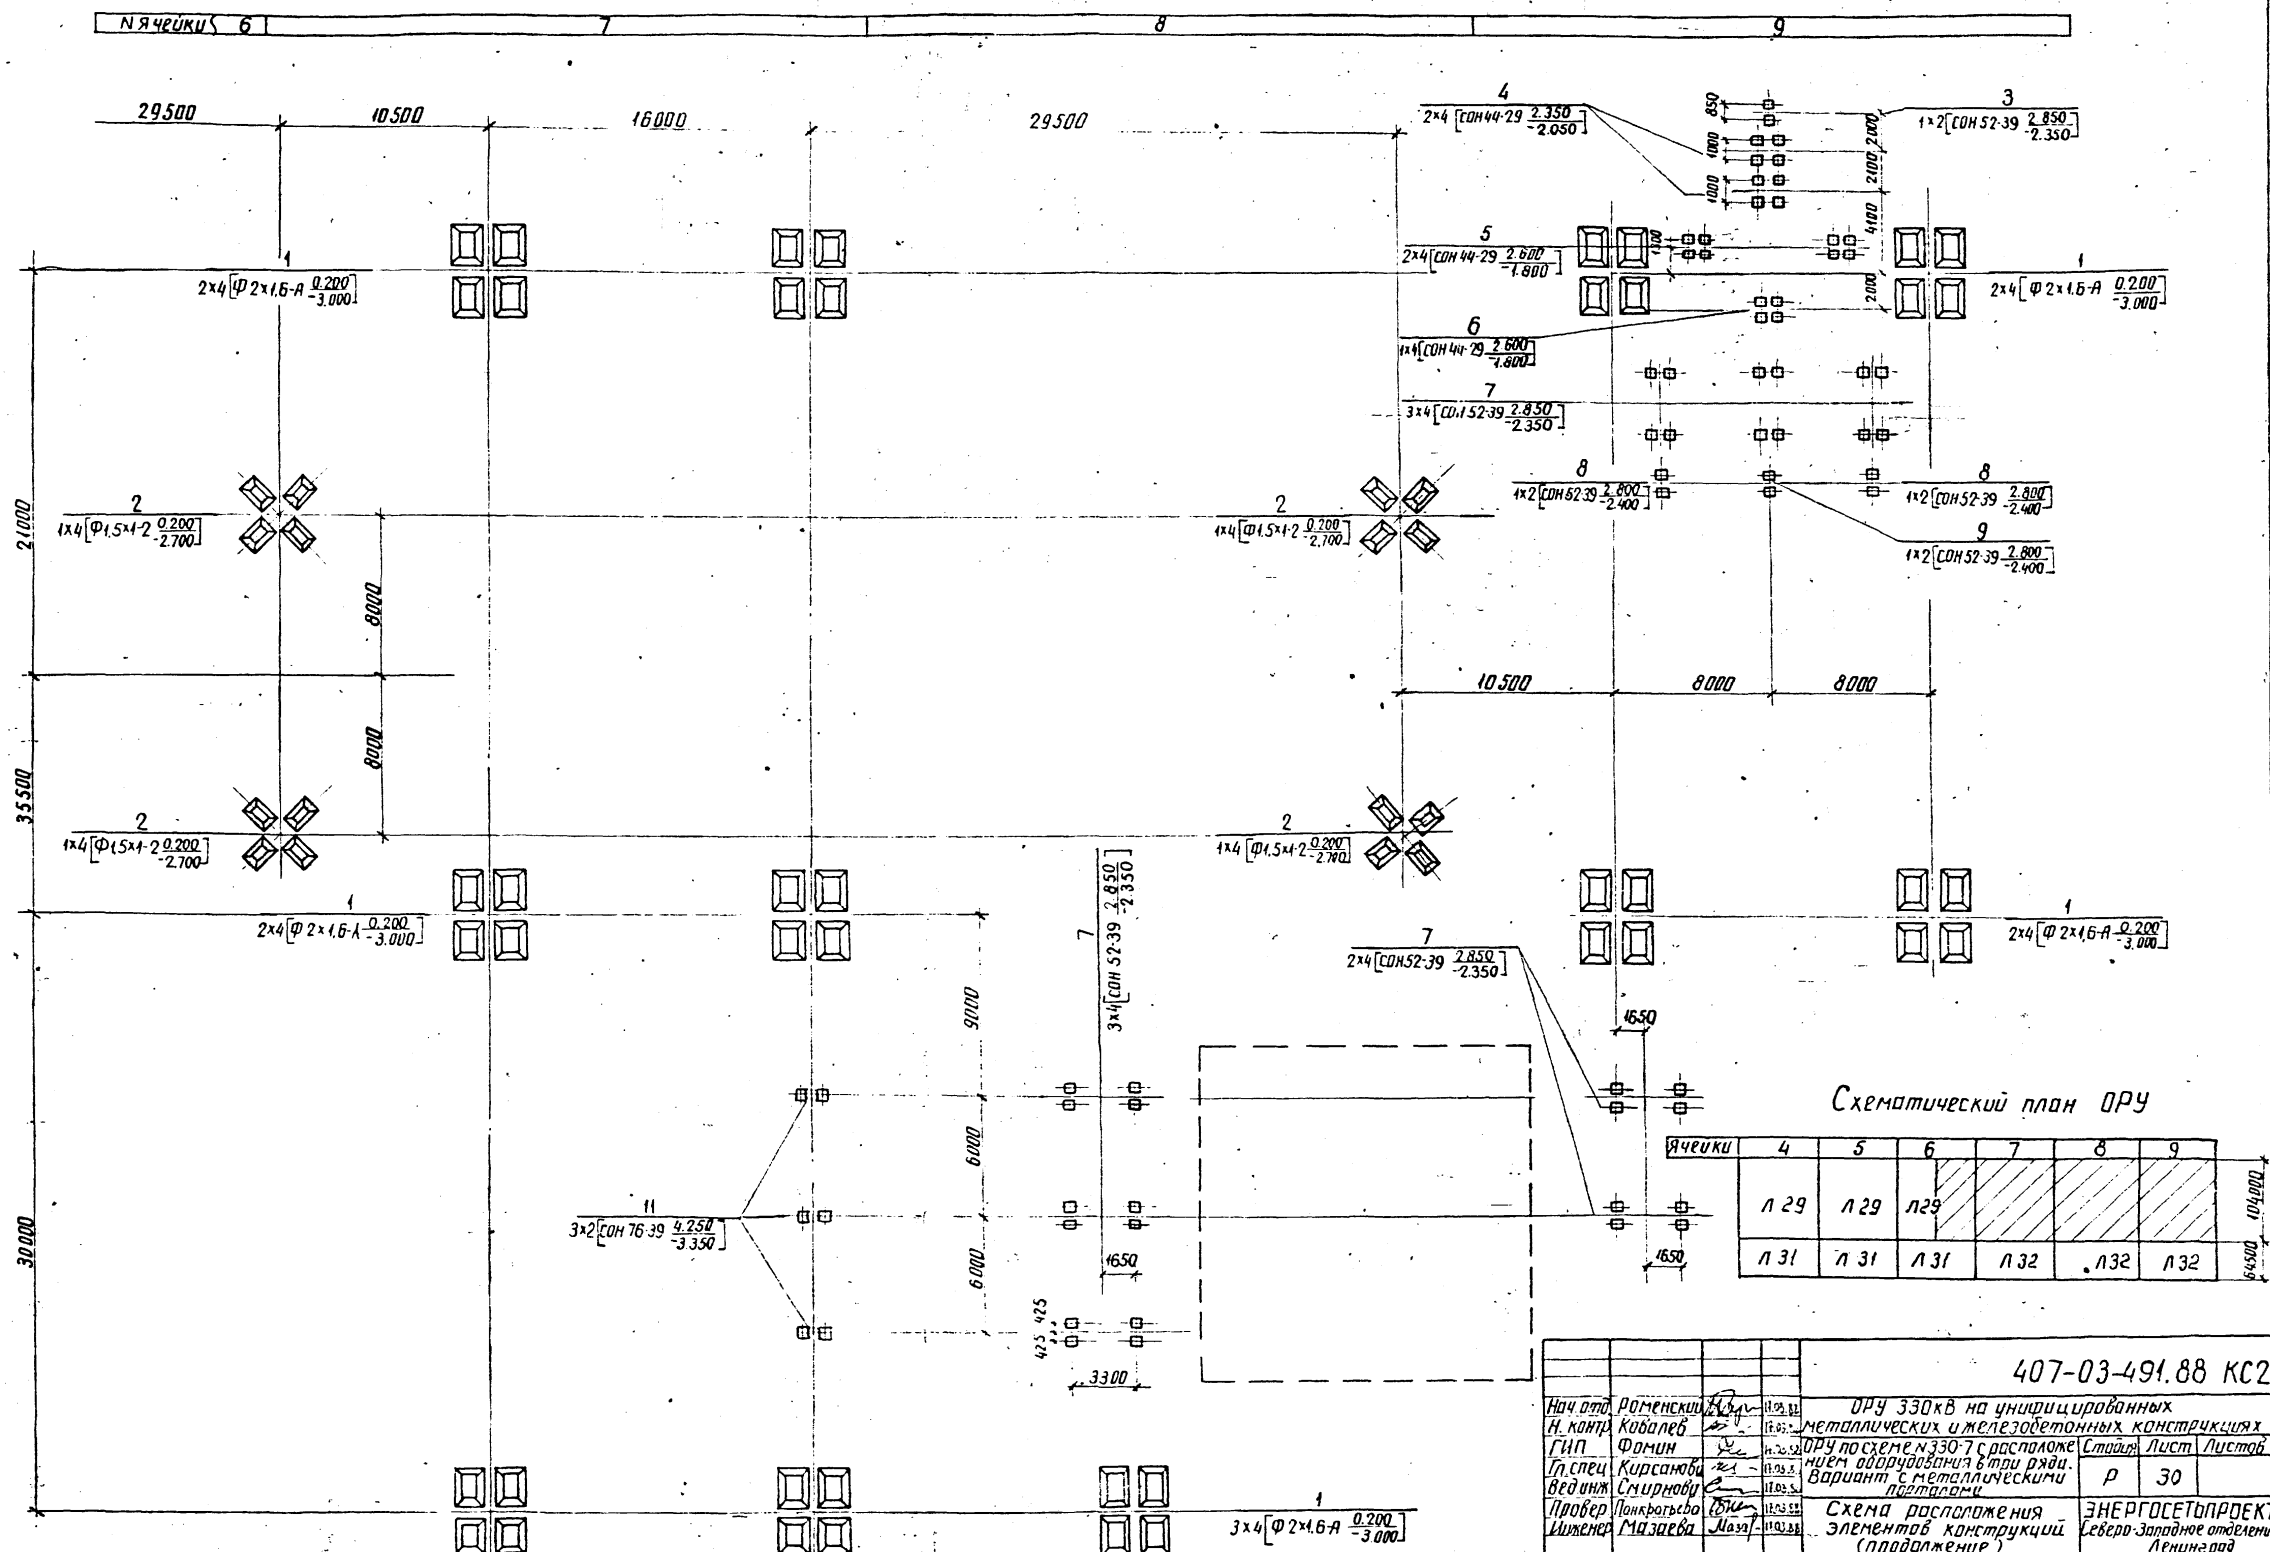 N ячейки 6 7 8 9
29500 10500 16000 29500
4
2×4 [СОН 44-29 2.350 -2.050]
850
1000
1000
2000
2100
4100
3
1×2 [СОН 52-39 2.850 -2.350]
1
2×4 [Ф 2×1,6-А 0.200 -3.000]
5
2×4 [СОН 44-29 2.600 -1.800]
1300
2000
1
2×4 [Ф 2×1.6-А 0.200 -3.000]
6
1×4 [СОН 44-29 2.600 -1.800]
7
3×4 [СОН 52-39 2.850 -2.350]
8
1×2 [СОН 52-39 2.800 -2.400]
8
1×2 [СОН 52-39 2.800 -2.400]
9
1×2 [СОН 52-39 2.800 -2.400]
2
1×4 [Ф1.5×1-2 0.200 -2.700]
2
1×4 [Ф1.5×1-2 0.200 -2.700]
21000
8000
8000
35500
10500 8000 8000
2
1×4 [Ф1.5×1-2 0.200 -2.700]
2
1×4 [Ф1.5×1-2 0.200 -2.700]
1
2×4 [Ф 2×1.6-А 0.200 -3.000]
7
3×4 [СОН 52-39 2.850 -2.350]
7
2×4 [СОН 52-39 2.850 -2.350]
1
2×4 [Ф 2×1,6-А 0.200 -3.000]
9000
6000
6000
30000
1650
11
3×2 [СОН 76-39 4.250 -3.350]
1650
1650
425 425
3300
1
3×4 [Ф 2×1.6-А 0.200 -3.000]
Схематический план ОРУ
Ячейки 4 5 6 7 8 9
Л 29 Л 29 Л29
Л 31 Л 31 Л 31 Л 32 Л32 Л 32
104000
64500
407-03-491.88 КС2
Нач.отд Роменский
Н. контр Ковалев
ГИП Фомин
Гл.спец Кирсанова
Вед инж Смирнова
Провер Панкратьева
Инженер Мазаева
ОРУ 330кВ на унифицированных
металлических и железобетонных конструкциях
ОРУ по схеме N 330-7 с расположе
нием оборудования в три ряда.
Вариант с металлическими
порталами
Стадия Лист Листов
Р 30
Схема расположения
элементов конструкций
(продолжение)
ЭНЕРГОСЕТЬПРОЕКТ
Северо-Западное отделени
Ленинград